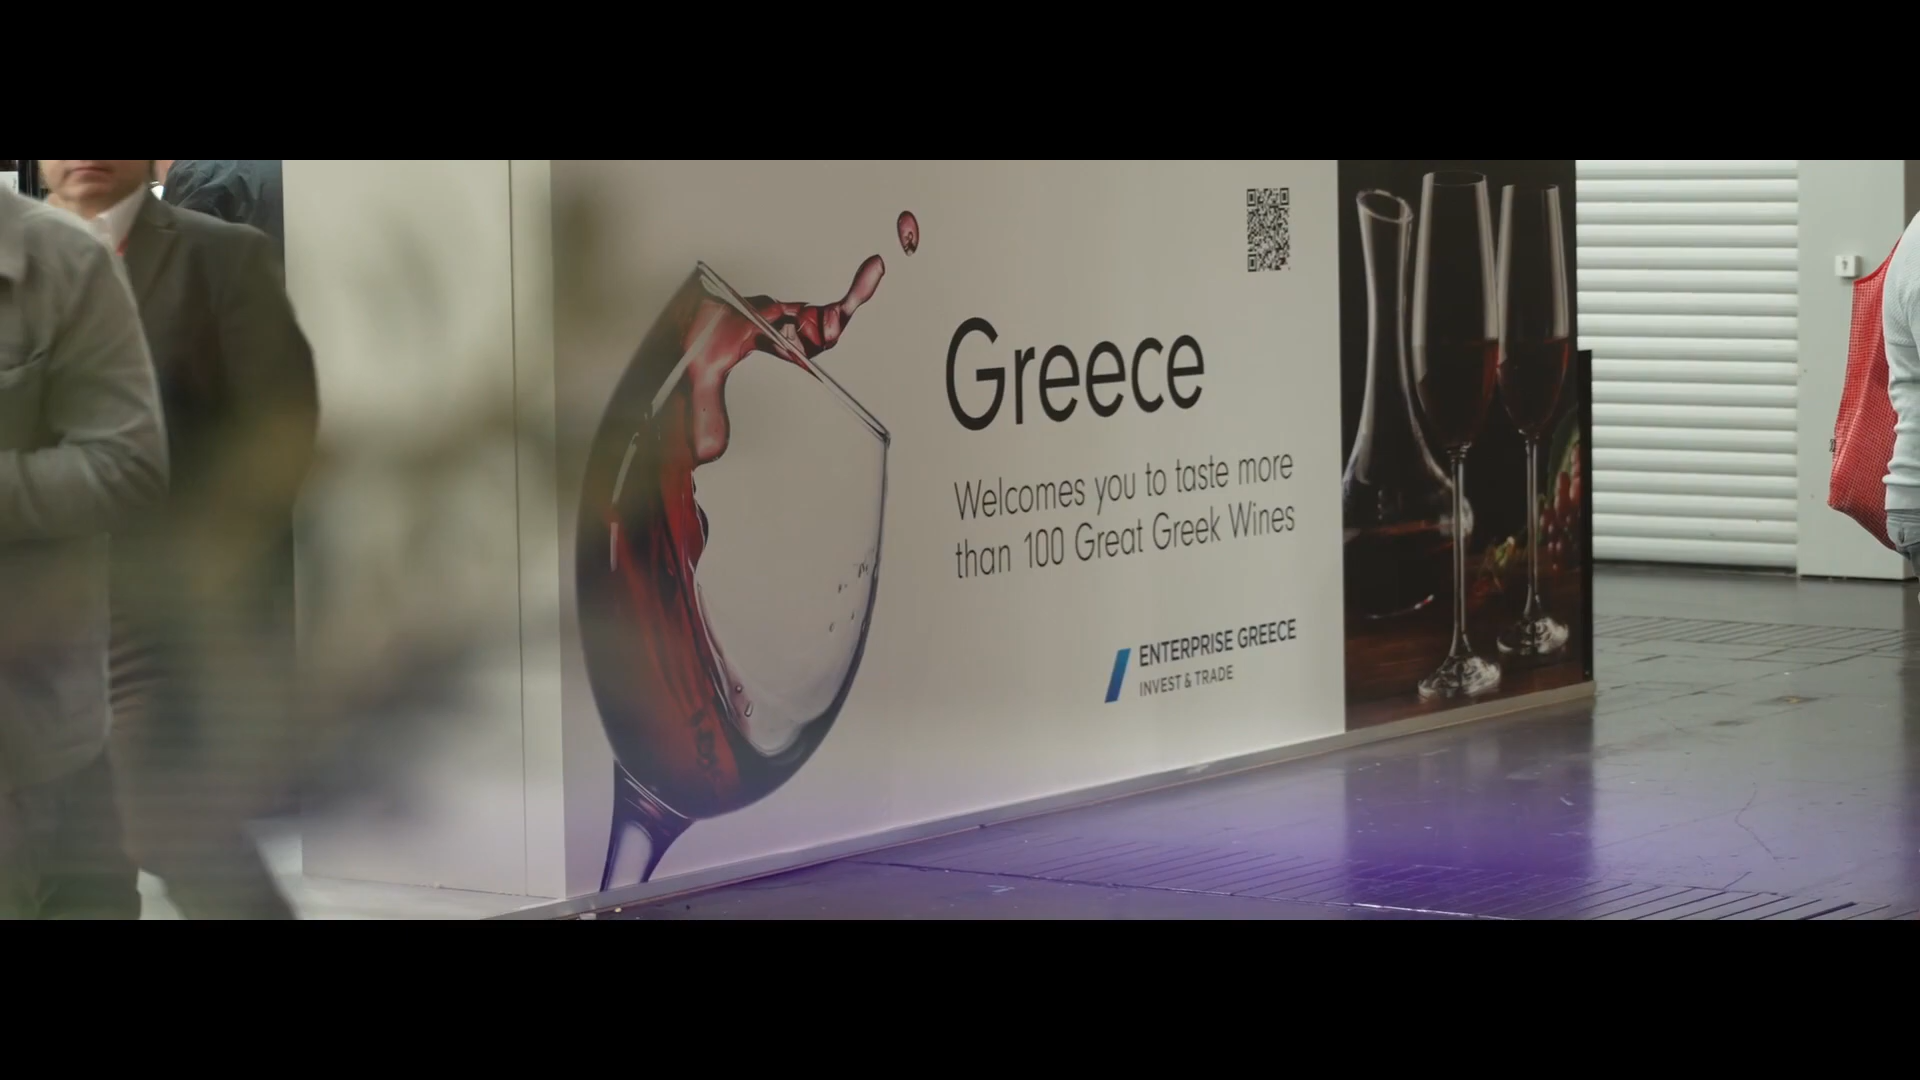 Greece
Welcomes you to taste more
than 100 Great Greek Wines
ENTERPRISE GREECE
INVEST & TRADE